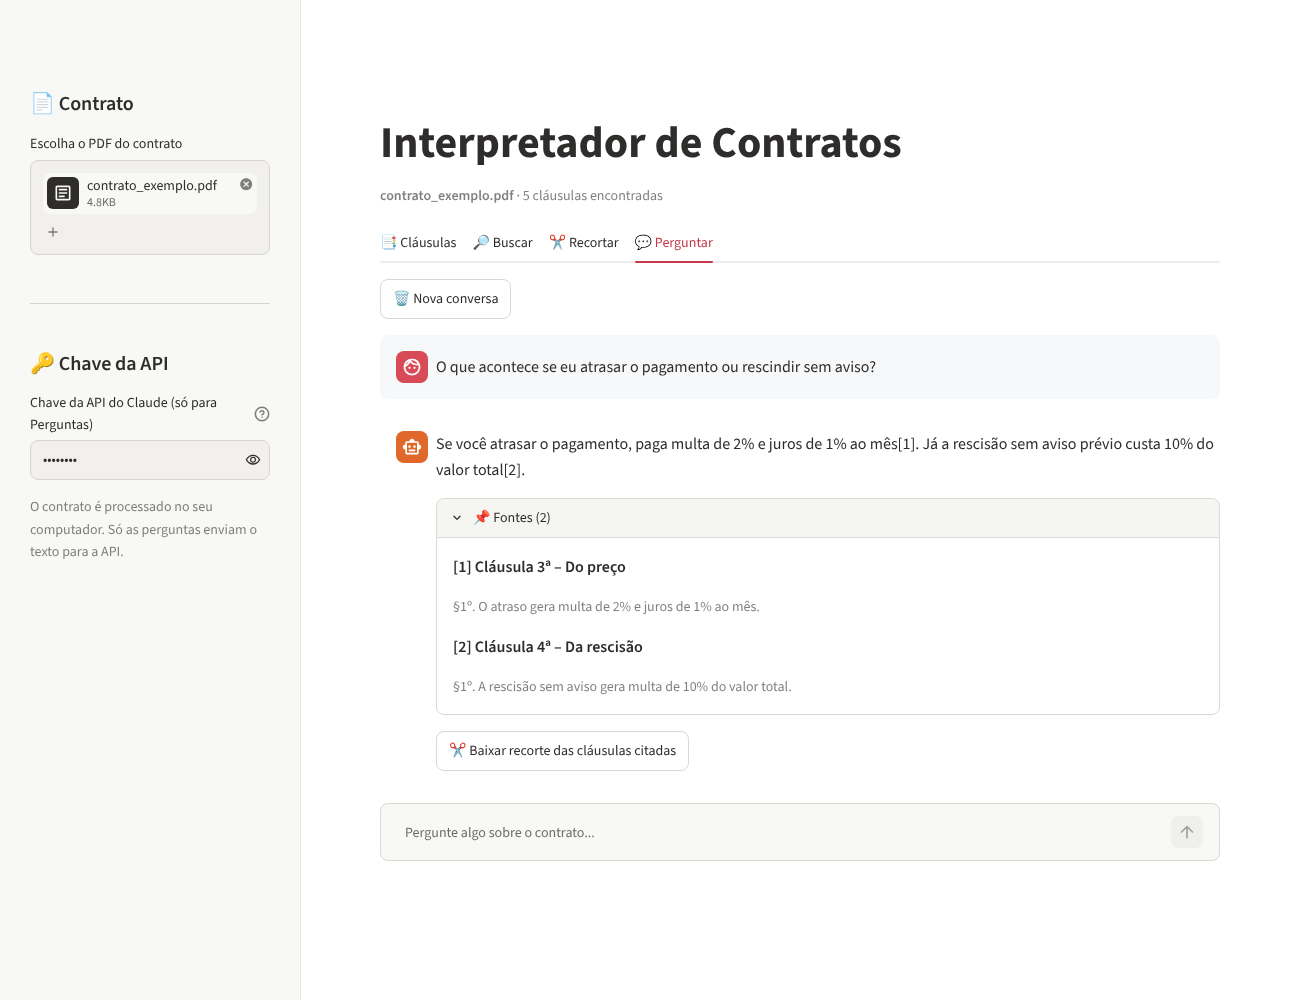 📄 Contrato
Escolha o PDF do contrato
contrato_exemplo.pdf
4.8KB
🔑 Chave da API
Chave da API do Claude (só para
Perguntas)
••••••••
O contrato é processado no seu
computador. Só as perguntas enviam o
texto para a API.
Interpretador de Contratos
contrato_exemplo.pdf · 5 cláusulas encontradas
📑 Cláusulas 🔎 Buscar ✂️ Recortar 💬 Perguntar
🗑️ Nova conversa
O que acontece se eu atrasar o pagamento ou rescindir sem aviso?
Se você atrasar o pagamento, paga multa de 2% e juros de 1% ao mês[1]. Já a rescisão sem aviso prévio custa 10% do
valor total[2].
📌 Fontes (2)
[1] Cláusula 3ª – Do preço
§1º. O atraso gera multa de 2% e juros de 1% ao mês.
[2] Cláusula 4ª – Da rescisão
§1º. A rescisão sem aviso gera multa de 10% do valor total.
✂️ Baixar recorte das cláusulas citadas
Pergunte algo sobre o contrato...